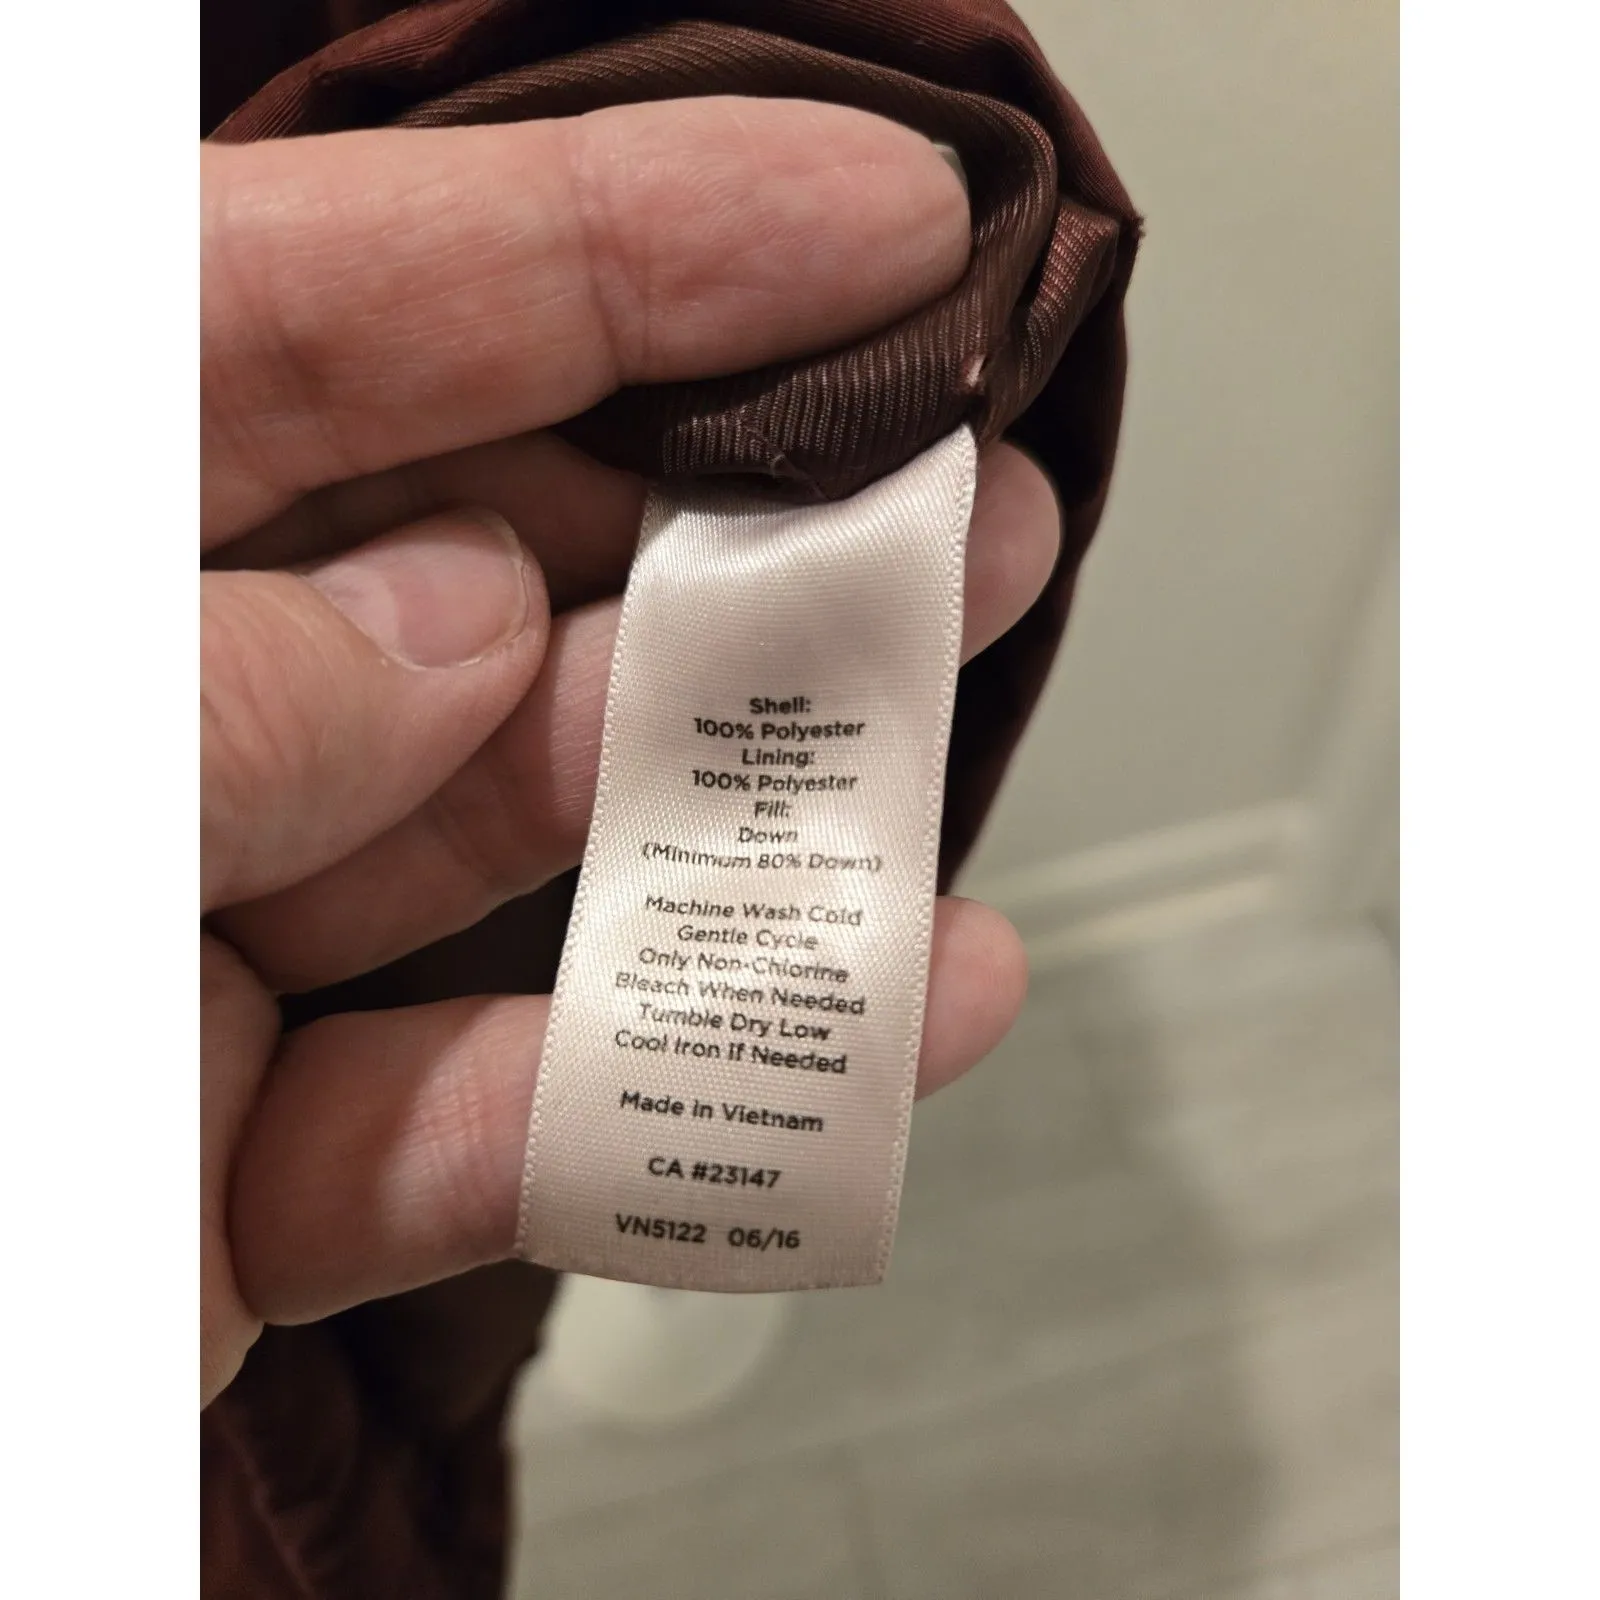 Shell:
100% Polyester
Lining:
100% Polyester
Fill:
Down
(Minimum 80% Down)
Machine Wash Cold
Gentle Cycle
Only Non-Chlorine
Bleach When Needed
Tumble Dry Low
Cool Iron If Needed
Made in Vietnam
CA #23147
VN5122 06/16